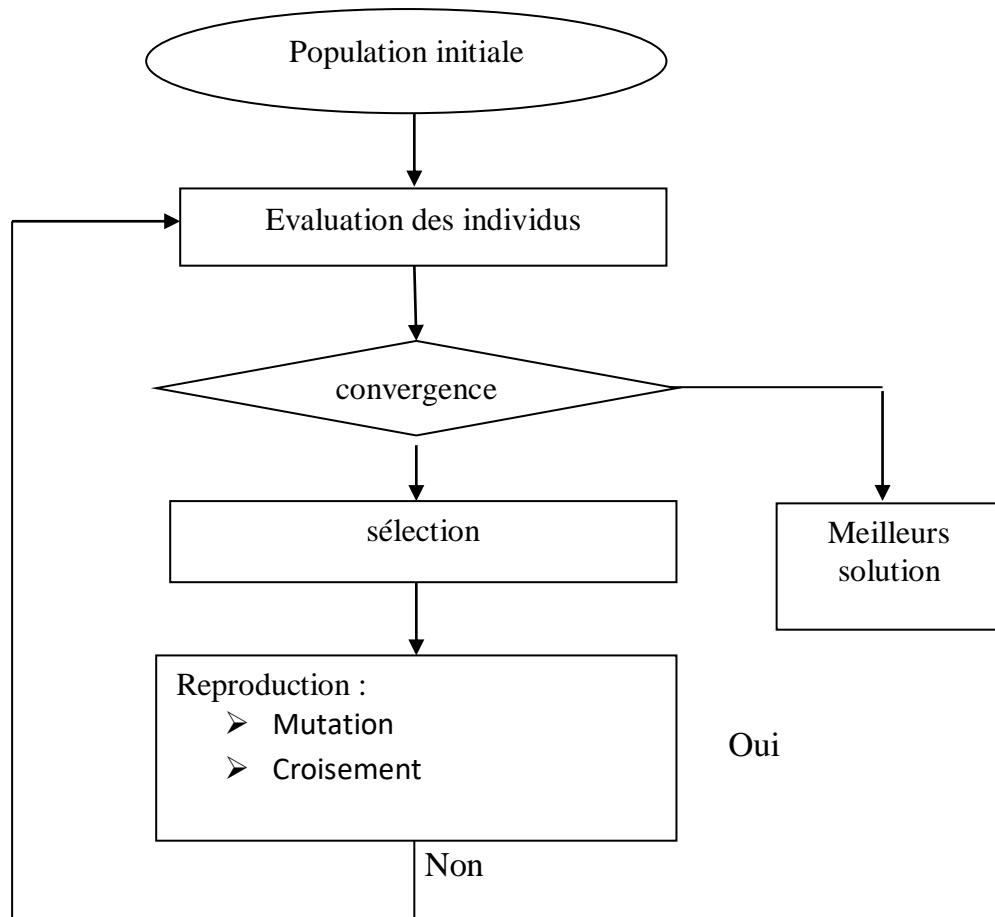 Population initiale
Evaluation des individus
convergence
sélection
Meilleurs
solution
Reproduction :
➢ Mutation
➢ Croisement
Oui
Non